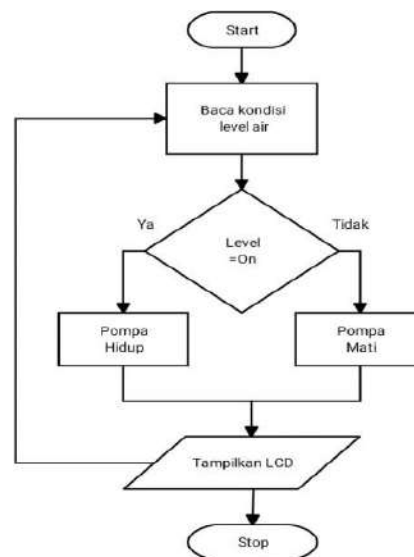 Start
Baca kondisi
level air
Ya
Tidak
Level
=On
Pompa
Hidup
Pompa
Mati
Tampilkan LCD
Stop